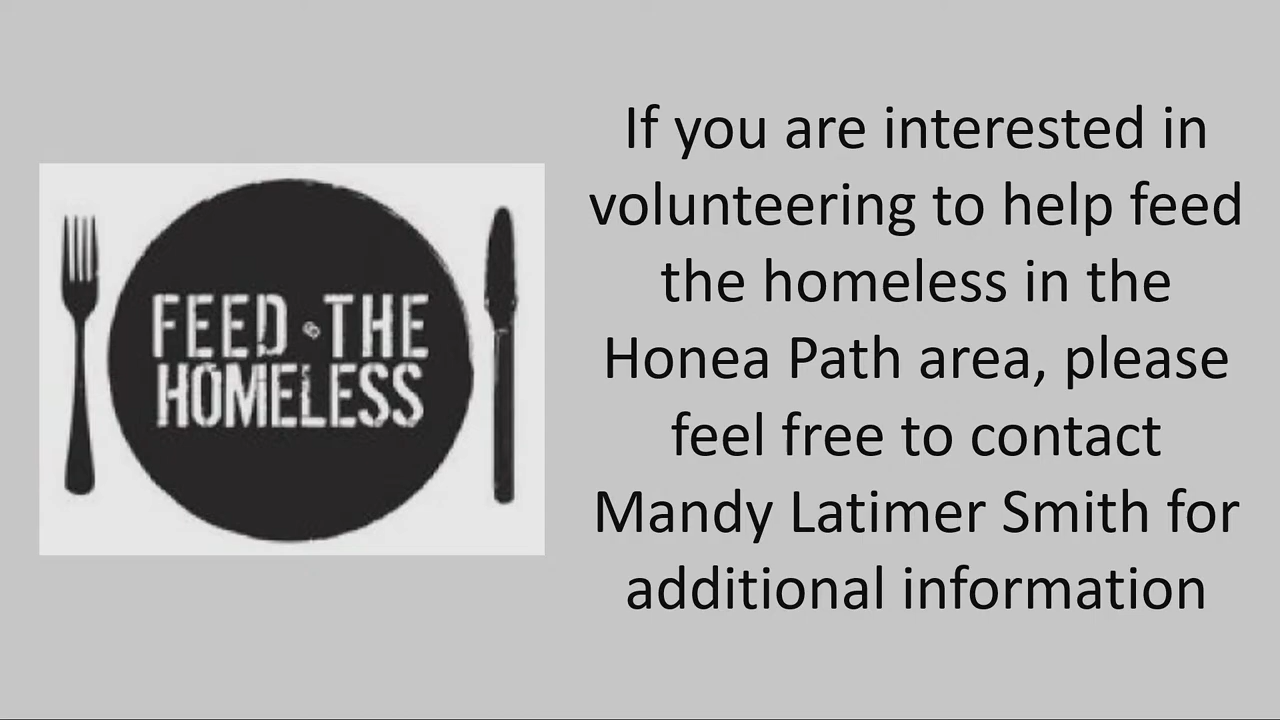 FEED THE
HOMELESS
If you are interested in
volunteering to help feed
the homeless in the
Honea Path area, please
feel free to contact
Mandy Latimer Smith for
additional information